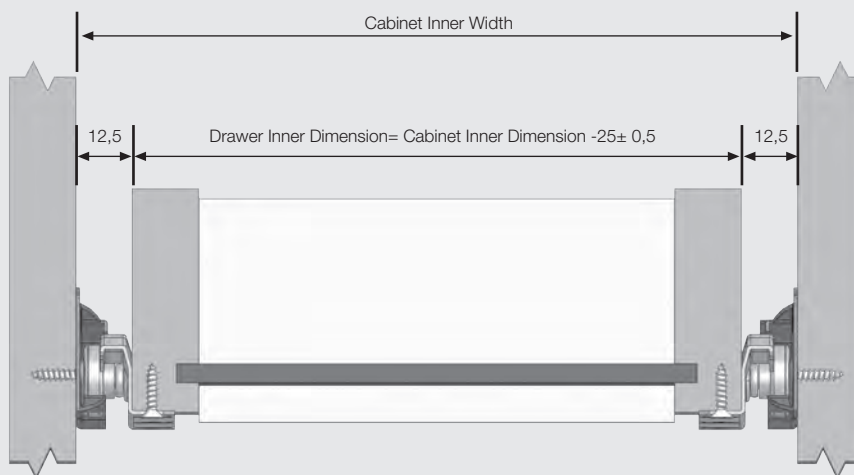 Cabinet Inner Width
12,5
Drawer Inner Dimension= Cabinet Inner Dimension -25± 0,5
12,5